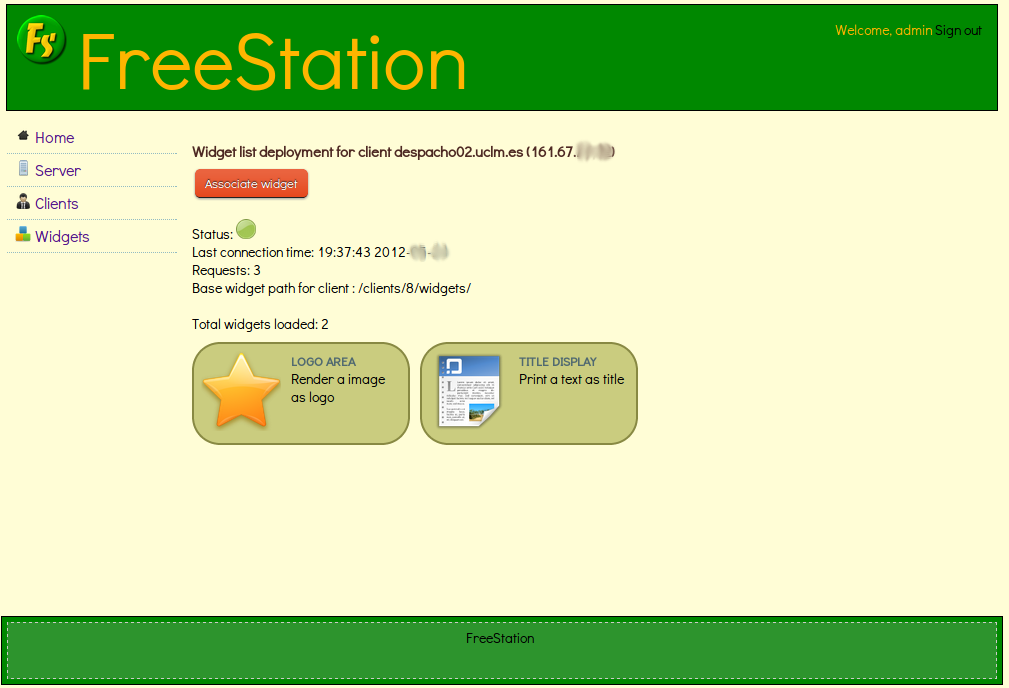 Fs
FreeStation
Welcome, admin Sign out
Home
Server
Clients
Widgets
Widget list deployment for client despacho02.uclm.es (161.67.
Associate widget
Status:
Last connection time: 19:37:43 2012-
Requests: 3
Base widget path for client : /clients/8/widgets/
Total widgets loaded: 2
LOGO AREA
Render a image
as logo
TITLE DISPLAY
Print a text as title
FreeStation